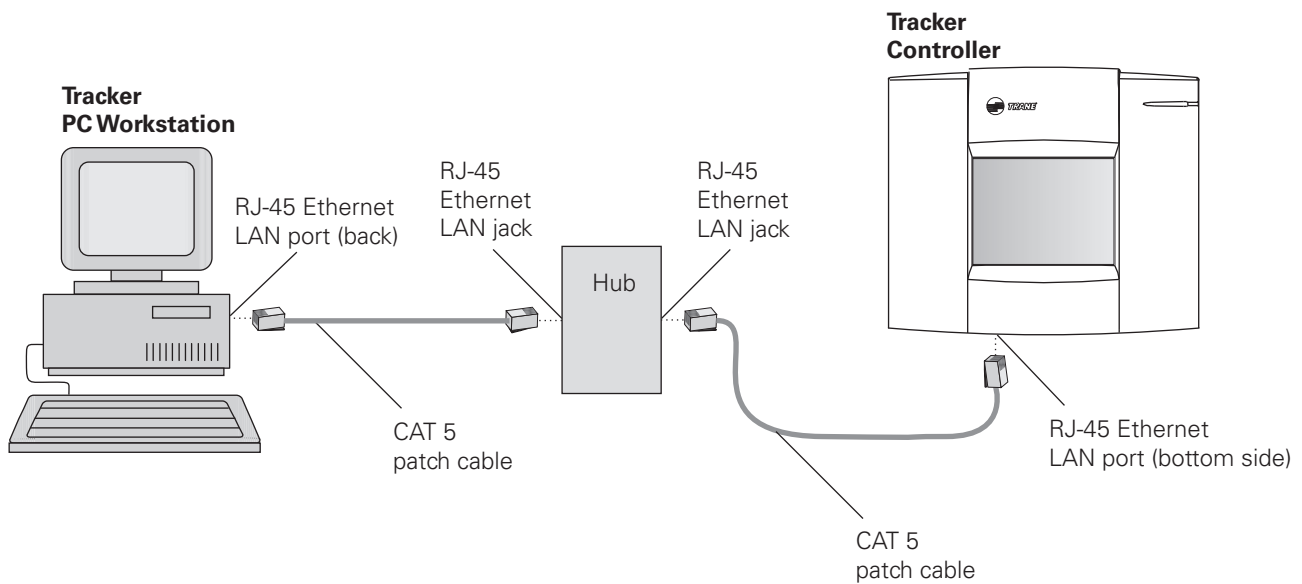 Tracker
Controller
TRANE
Tracker
PC Workstation
RJ-45 Ethernet
LAN port (back)
RJ-45
Ethernet
LAN jack
RJ-45
Ethernet
LAN jack
Hub
CAT 5
patch cable
RJ-45 Ethernet
LAN port (bottom side)
CAT 5
patch cable